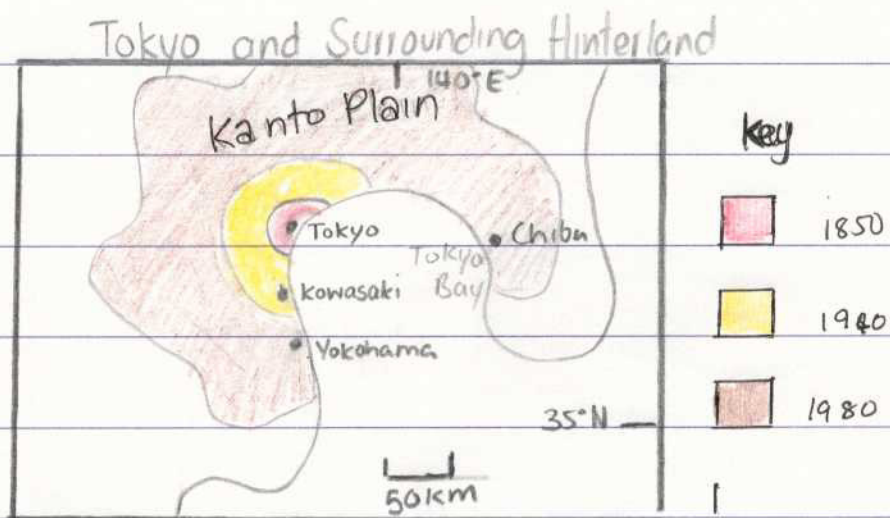 Tokyo and Surrounding Hinterland
140°E
Kanto Plain
Key
1850
Tokyo
Chiba
Tokyo
Bay
Kowasaki
1940
Yokohama
35°N
1980
50km